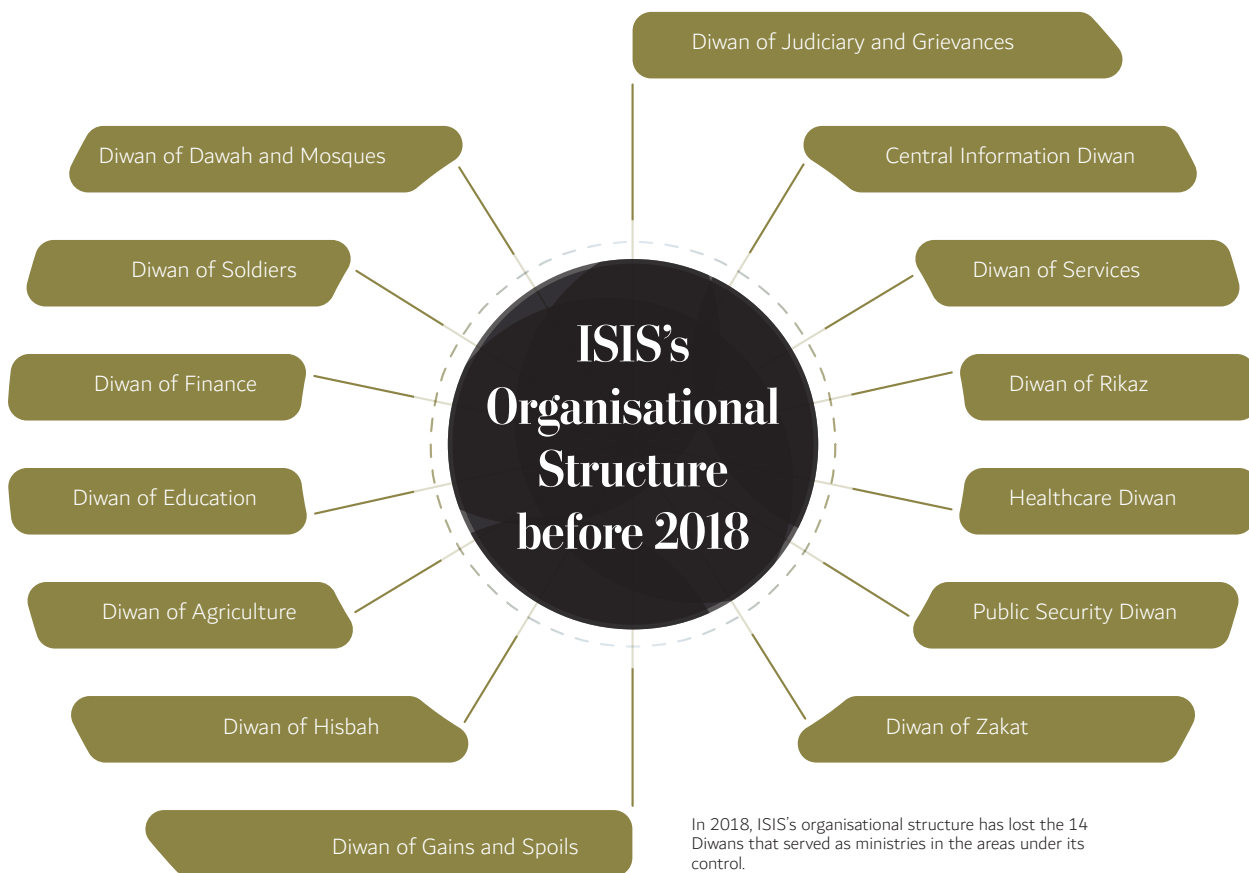 Diwan of Judiciary and Grievances
Diwan of Dawah and Mosques
Central Information Diwan
Diwan of Soldiers
Diwan of Services
ISIS's
Organisational
Structure
before 2018
Diwan of Finance
Diwan of Rikaz
Diwan of Education
Healthcare Diwan
Diwan of Agriculture
Public Security Diwan
Diwan of Hisbah
Diwan of Zakat
Diwan of Gains and Spoils
In 2018, ISIS's organisational structure has lost the 14
Diwans that served as ministries in the areas under its
control.